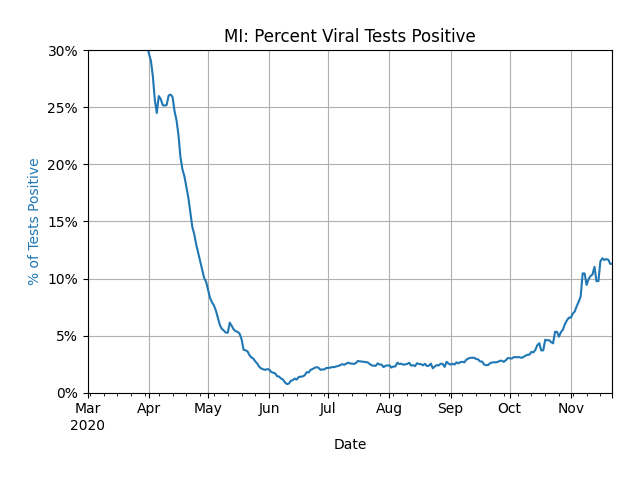 MI: Percent Viral Tests Positive
30%
25%
20%
15%
10%
5%
0%
% of Tests Positive
Mar Apr May Jun Jul Aug Sep Oct Nov
2020
Date